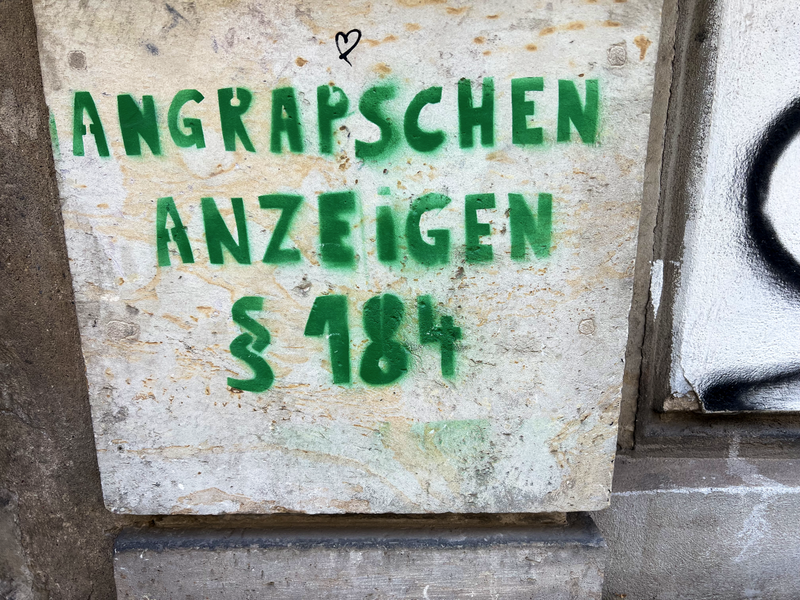 ANGRAPSCHEN
ANZEiGEN
§ 184